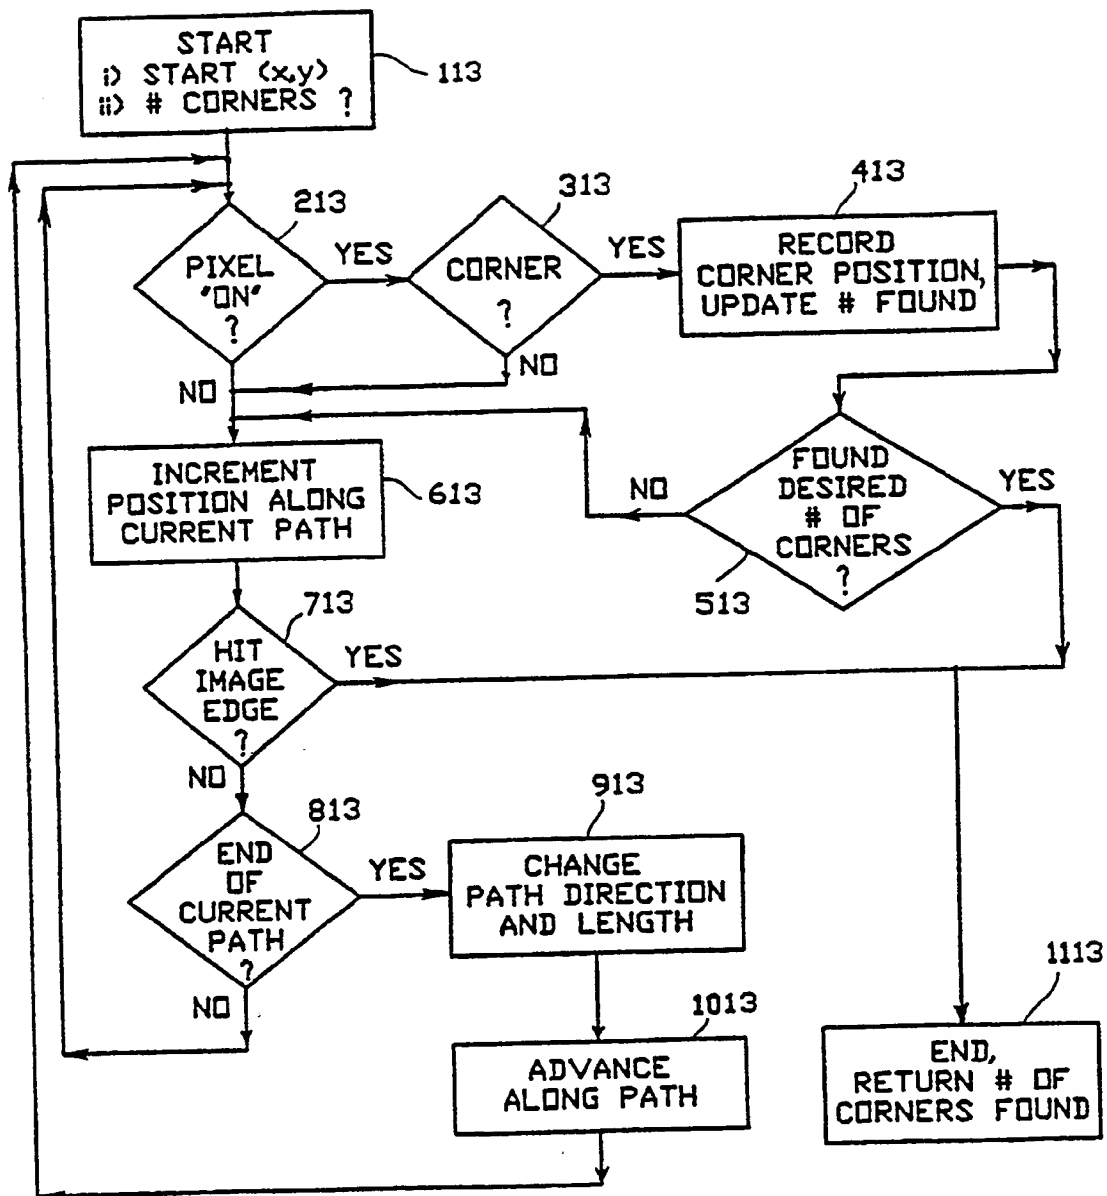 START
i) START (x,y)
ii) # CORNERS ?
113
213
PIXEL
"ON"
?
YES
NO
313
CORNER
?
YES
NO
413
RECORD
CORNER POSITION,
UPDATE # FOUND
FOUND
DESIRED
# OF
CORNERS
?
NO
YES
513
INCREMENT
POSITION ALONG
CURRENT PATH
613
713
HIT
IMAGE
EDGE
?
YES
NO
813
END
OF
CURRENT
PATH
?
YES
NO
913
CHANGE
PATH DIRECTION
AND LENGTH
1013
ADVANCE
ALONG PATH
1113
END,
RETURN # OF
CORNERS FOUND